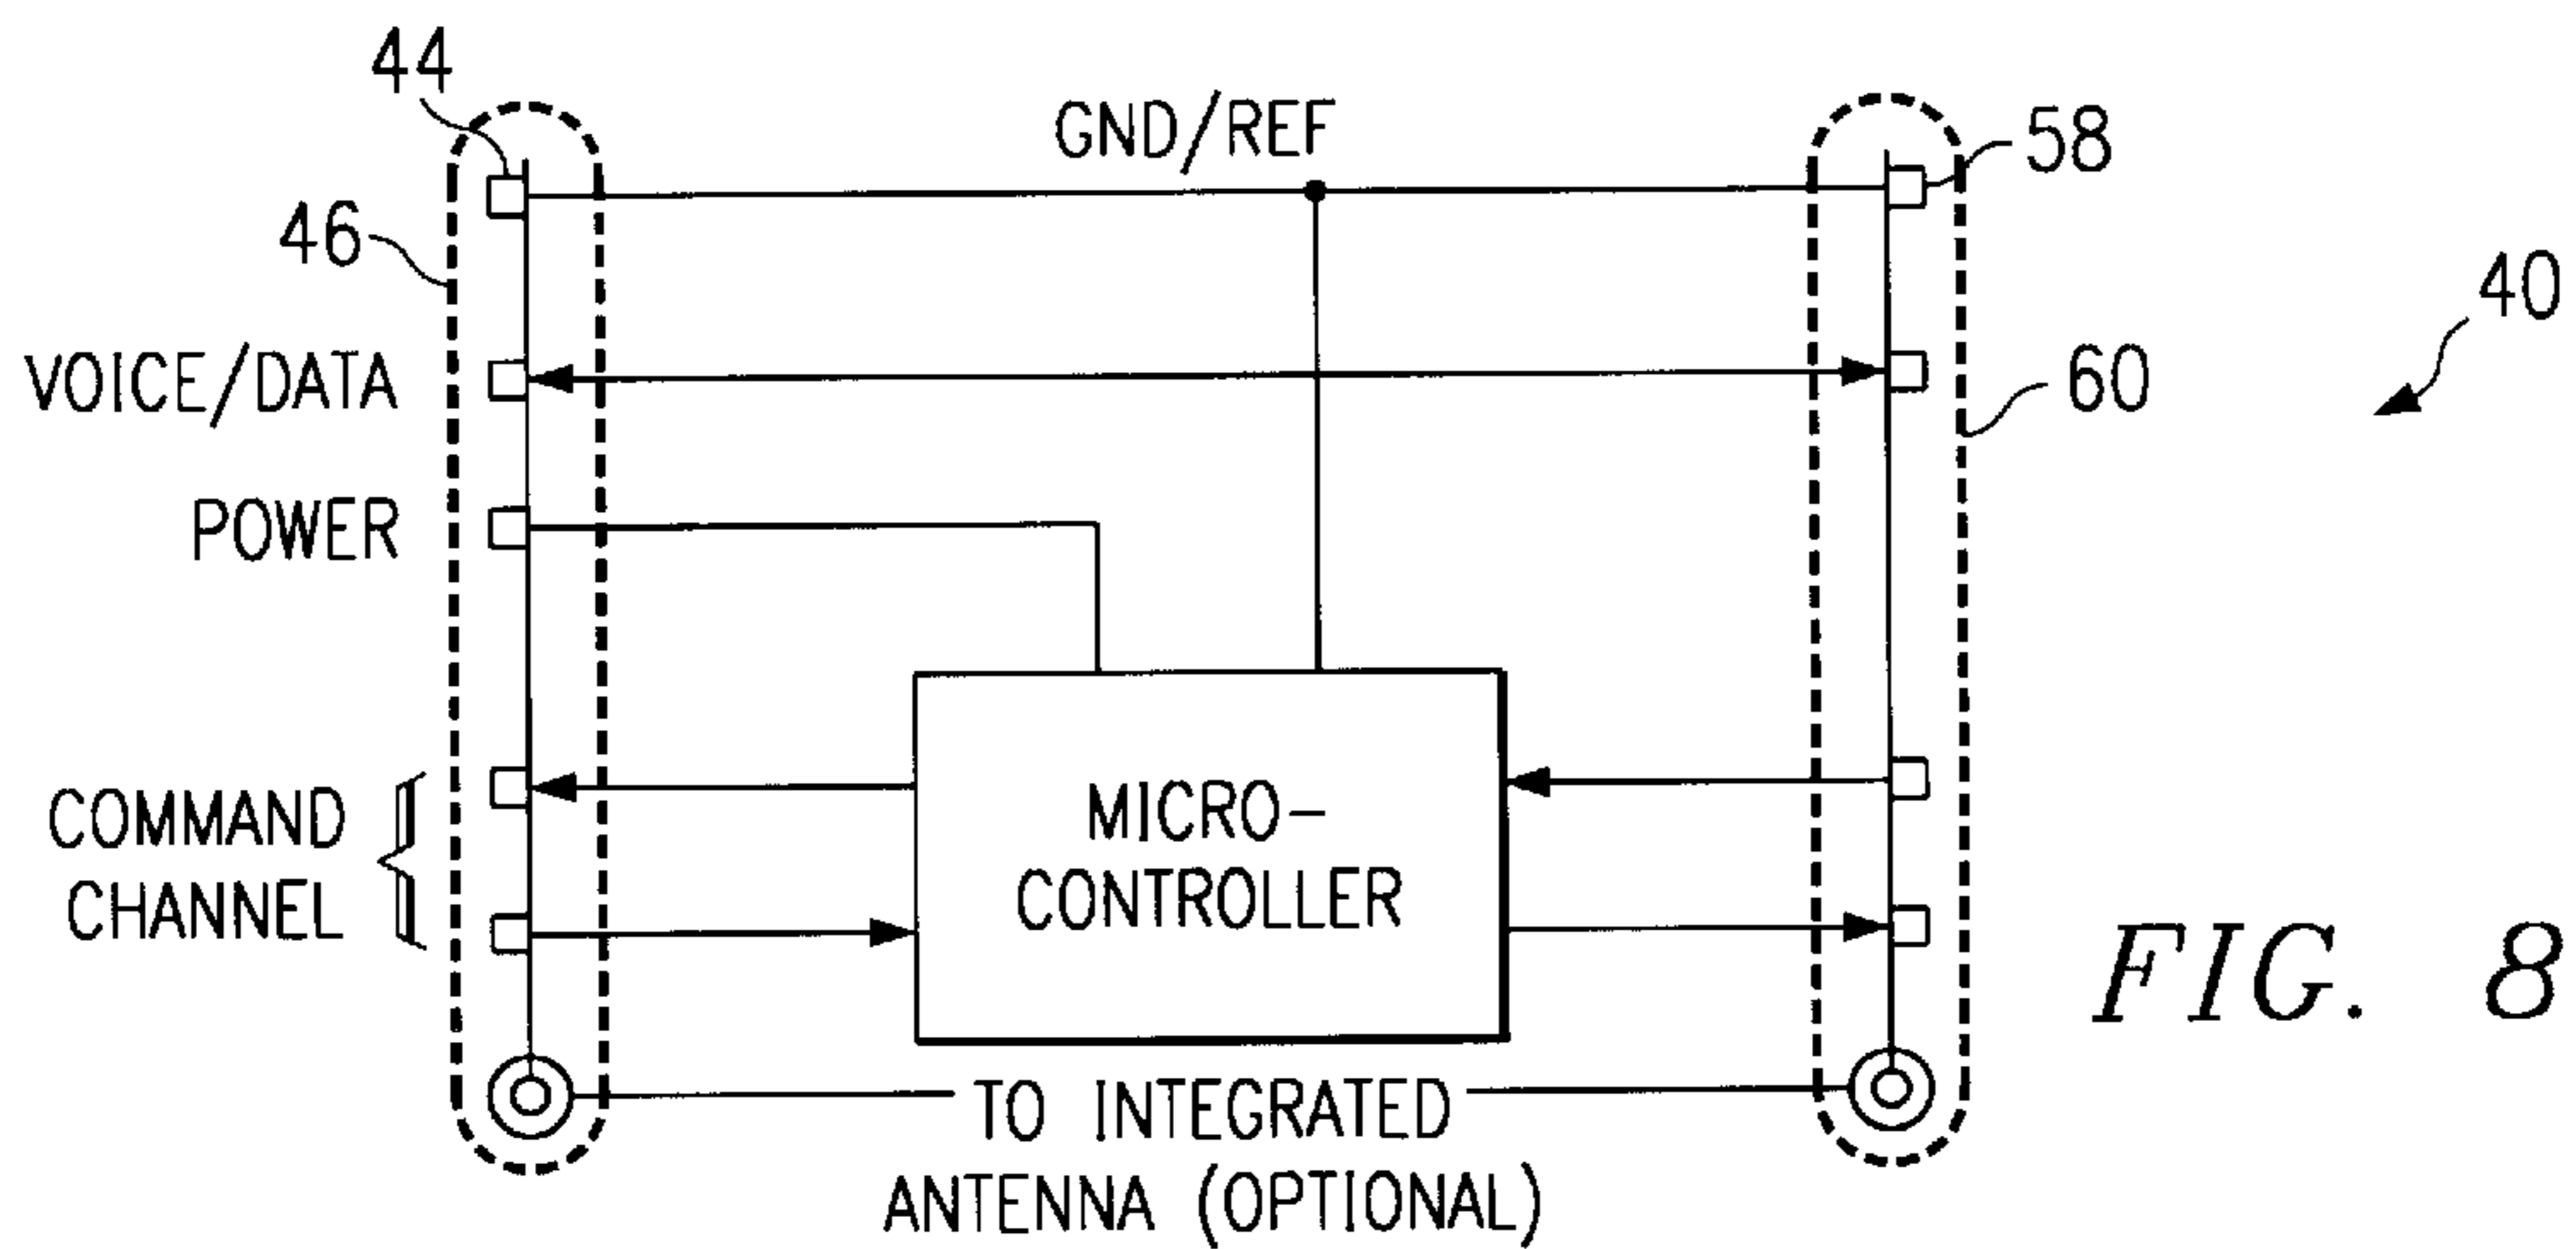 44
GND/REF
58
46
40
VOICE/DATA
60
POWER
COMMAND
CHANNEL
MICRO-
CONTROLLER
FIG. 8
TO INTEGRATED
ANTENNA (OPTIONAL)